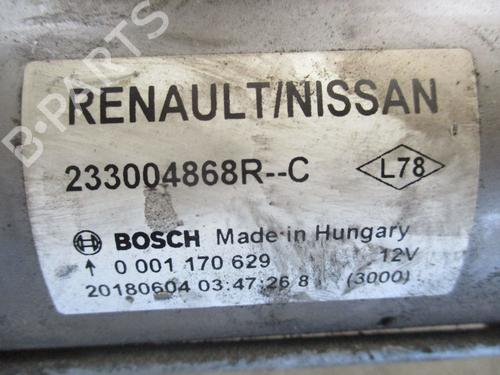 RENAULT/NISSAN
233004868R--C
L78
BOSCH Made in Hungary
0 001 170 629 12V
20180604 03:47:26 8 (3000)
B-PARTS